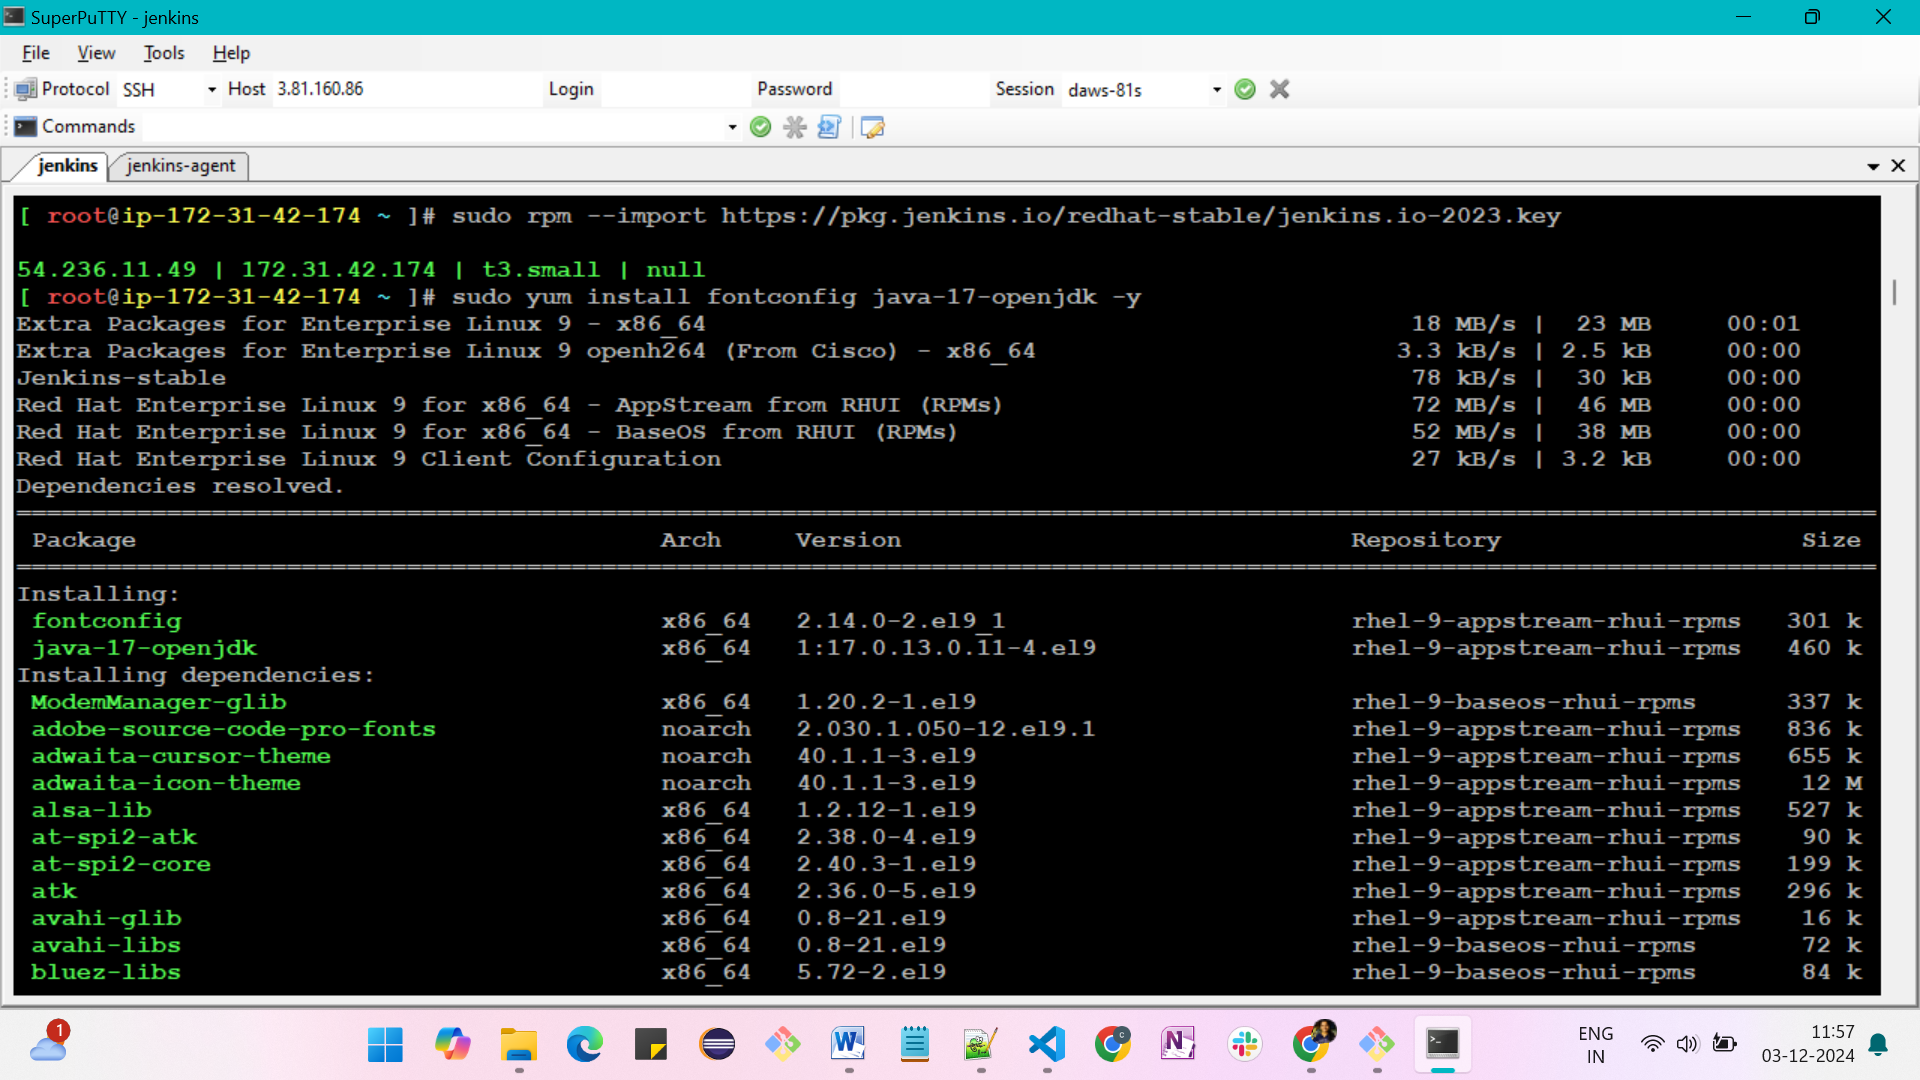 SuperPuTTY - jenkins
File View Tools Help
Protocol SSH Host 3.81.160.86 Login Password Session daws-81s
Commands
jenkins jenkins-agent
[ root@ip-172-31-42-174 ~ ]# sudo rpm --import https://pkg.jenkins.io/redhat-stable/jenkins.io-2023.key
54.236.11.49 | 172.31.42.174 | t3.small | null
[ root@ip-172-31-42-174 ~ ]# sudo yum install fontconfig java-17-openjdk -y
Extra Packages for Enterprise Linux 9 - x86_64 18 MB/s | 23 MB 00:01
Extra Packages for Enterprise Linux 9 openh264 (From Cisco) - x86_64 3.3 kB/s | 2.5 kB 00:00
Jenkins-stable 78 kB/s | 30 kB 00:00
Red Hat Enterprise Linux 9 for x86_64 - AppStream from RHUI (RPMs) 72 MB/s | 46 MB 00:00
Red Hat Enterprise Linux 9 for x86_64 - BaseOS from RHUI (RPMs) 52 MB/s | 38 MB 00:00
Red Hat Enterprise Linux 9 Client Configuration 27 kB/s | 3.2 kB 00:00
Dependencies resolved.
Package Arch Version Repository Size
Installing:
fontconfig x86_64 2.14.0-2.el9_1 rhel-9-appstream-rhui-rpms 301 k
java-17-openjdk x86_64 1:17.0.13.0.11-4.el9 rhel-9-appstream-rhui-rpms 460 k
Installing dependencies:
ModemManager-glib x86_64 1.20.2-1.el9 rhel-9-baseos-rhui-rpms 337 k
adobe-source-code-pro-fonts noarch 2.030.1.050-12.el9.1 rhel-9-appstream-rhui-rpms 836 k
adwaita-cursor-theme noarch 40.1.1-3.el9 rhel-9-appstream-rhui-rpms 655 k
adwaita-icon-theme noarch 40.1.1-3.el9 rhel-9-appstream-rhui-rpms 12 M
alsa-lib x86_64 1.2.12-1.el9 rhel-9-appstream-rhui-rpms 527 k
at-spi2-atk x86_64 2.38.0-4.el9 rhel-9-appstream-rhui-rpms 90 k
at-spi2-core x86_64 2.40.3-1.el9 rhel-9-appstream-rhui-rpms 199 k
atk x86_64 2.36.0-5.el9 rhel-9-appstream-rhui-rpms 296 k
avahi-glib x86_64 0.8-21.el9 rhel-9-appstream-rhui-rpms 16 k
avahi-libs x86_64 0.8-21.el9 rhel-9-baseos-rhui-rpms 72 k
bluez-libs x86_64 5.72-2.el9 rhel-9-baseos-rhui-rpms 84 k
1
ENG 11:57
IN 03-12-2024